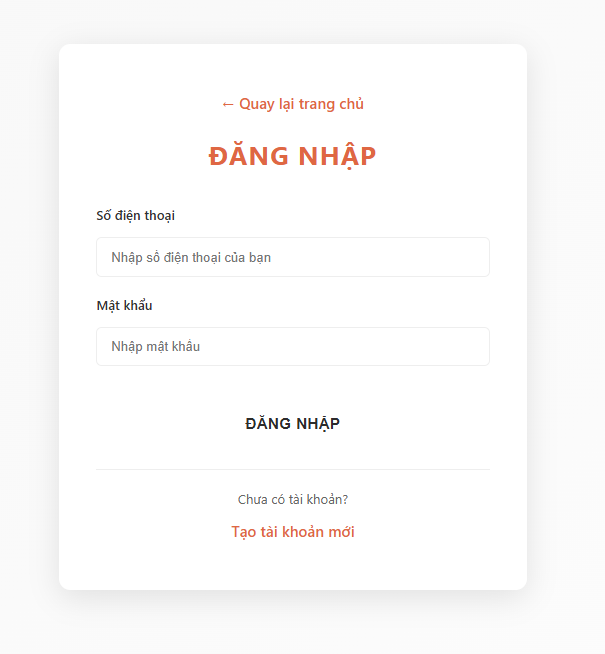 ← Quay lại trang chủ
ĐĂNG NHẬP
Số điện thoại
Nhập số điện thoại của bạn
Mật khẩu
Nhập mật khẩu
ĐĂNG NHẬP
Chưa có tài khoản?
Tạo tài khoản mới